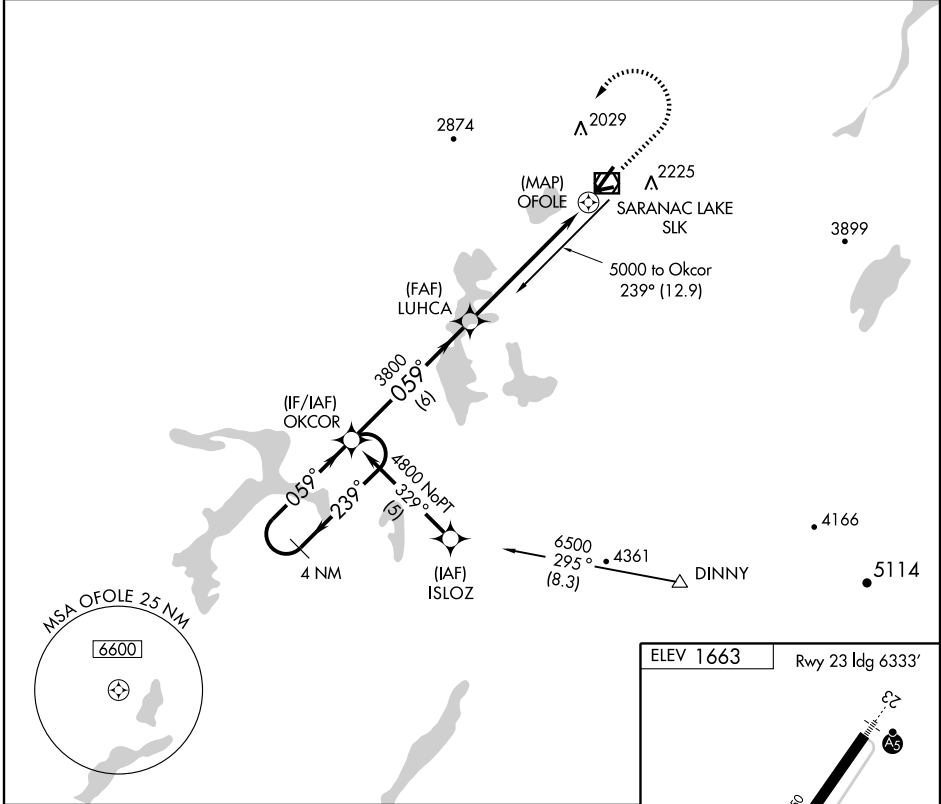 2874
2029
(MAP)
OFOLE
2225
SARANAC LAKE
SLK
3899
5000 to Okcor
239° (12.9)
(FAF)
LUHCA
3800
059°
(6)
(IF/IAF)
OKCOR
059°
239°
4800 NoPT
329°
(5)
4 NM
(IAF)
ISLOZ
6500
295°
(8.3)
4361
DINNY
4166
5114
MSA OFOLE 25 NM
6600
ELEV 1663
Rwy 23 ldg 6333'
23
A5